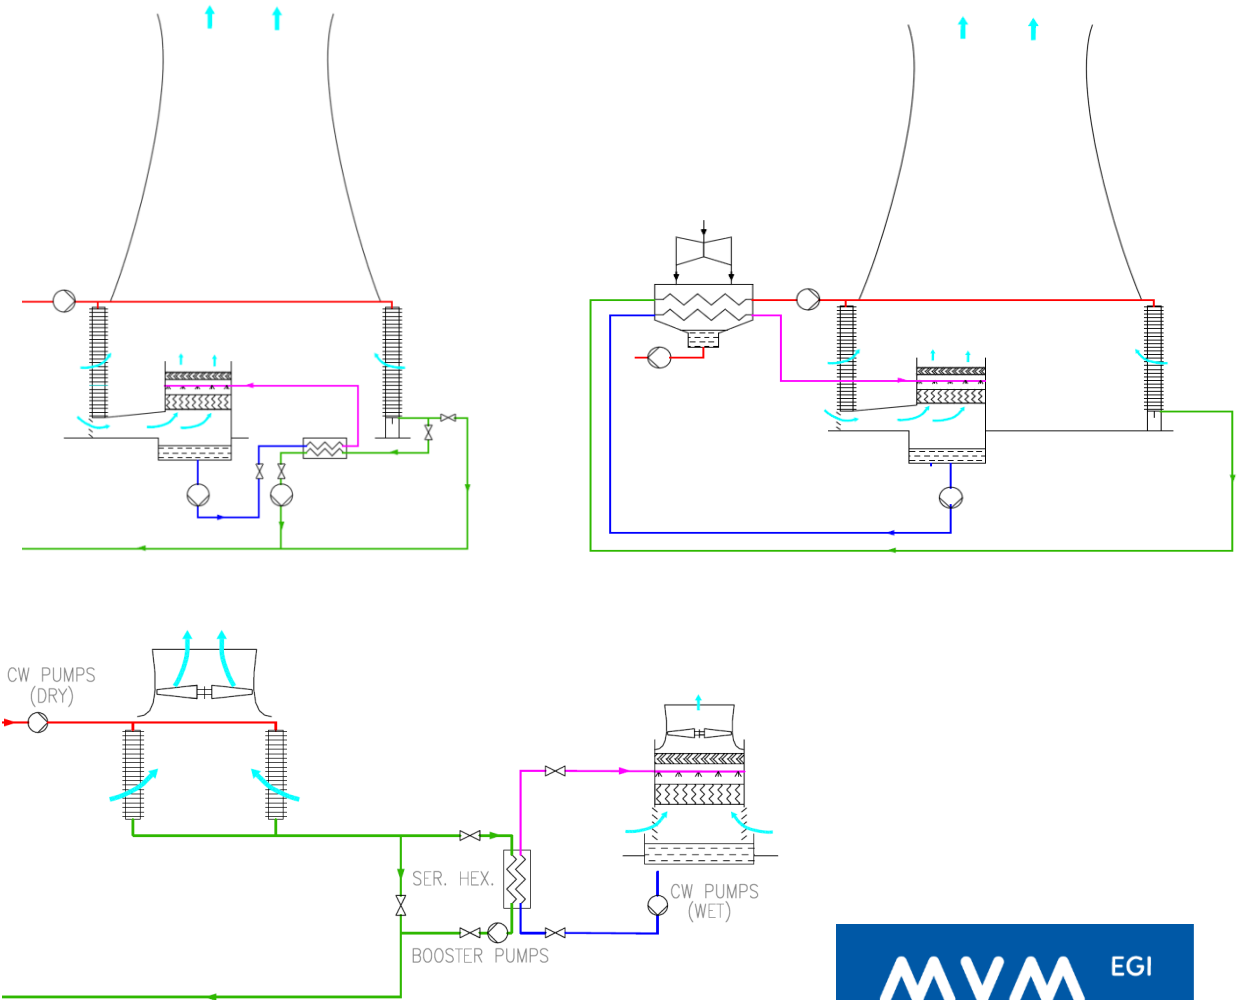 CW PUMPS
(DRY)
SER. HEX.
CW PUMPS
(WET)
BOOSTER PUMPS
MVM EGI